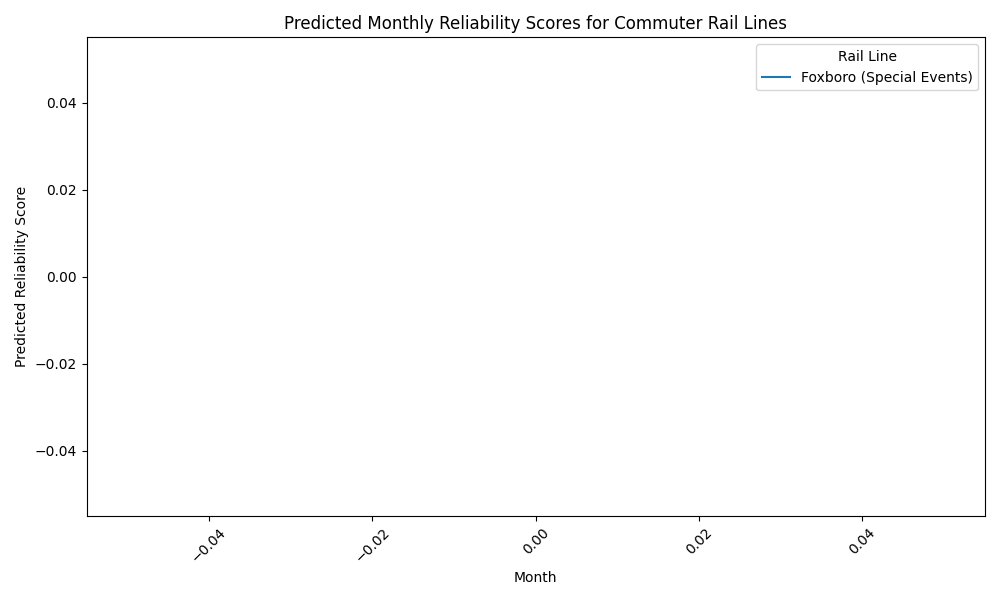 Predicted Monthly Reliability Scores for Commuter Rail Lines
Rail Line
Foxboro (Special Events)
Predicted Reliability Score
0.04
0.02
0.00
−0.02
−0.04
−0.04
−0.02
0.00
0.02
0.04
Month